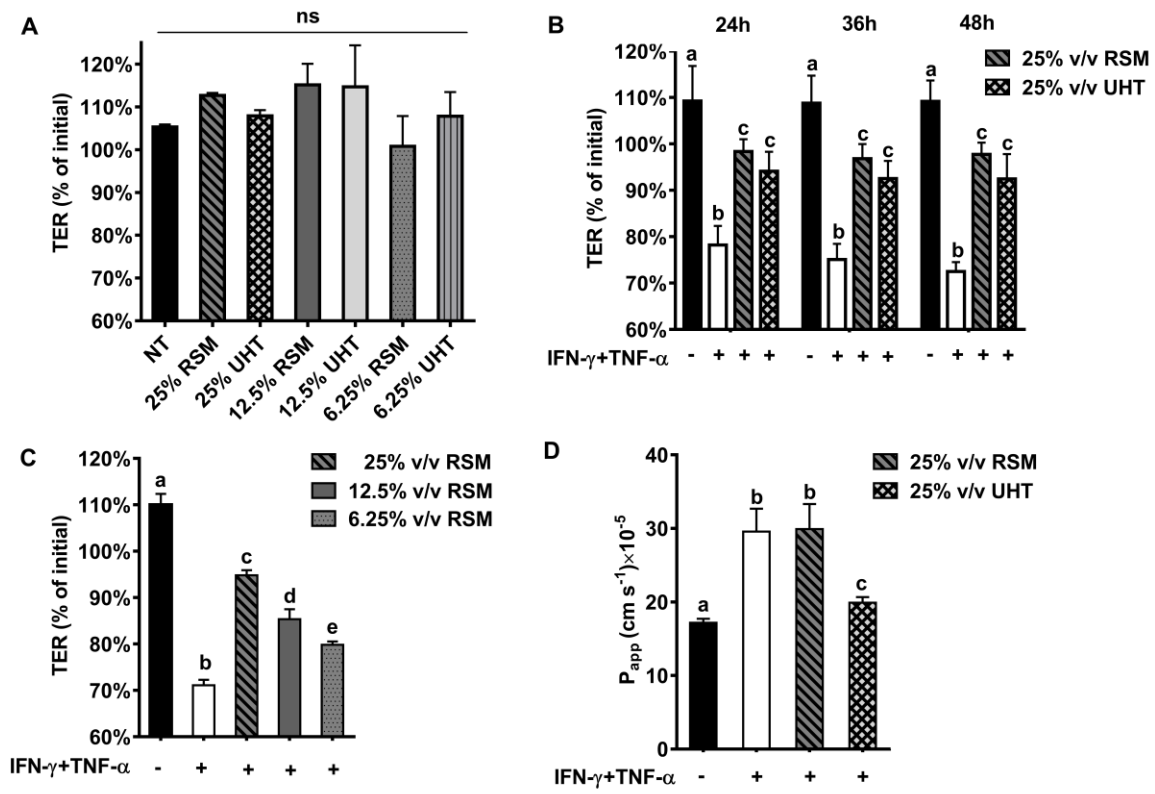 A
ns
TER (% of initial)
120%
110%
100%
90%
80%
70%
60%
NT
25% RSM
25% UHT
12.5% RSM
12.5% UHT
6.25% RSM
6.25% UHT
B
24h 36h 48h
25% v/v RSM
25% v/v UHT
TER (% of initial)
120%
110%
100%
90%
80%
70%
60%
a b c c a b c c a b c c
IFN-γ+TNF-α - + + + - + + + - + + +
C
25% v/v RSM
12.5% v/v RSM
6.25% v/v RSM
TER (% of initial)
120%
110%
100%
90%
80%
70%
60%
a b c d e
IFN-γ+TNF-α - + + + +
D
25% v/v RSM
25% v/v UHT
Papp (cm s-1)×10-5
40
30
20
10
0
a b b c
IFN-γ+TNF-α - + + +